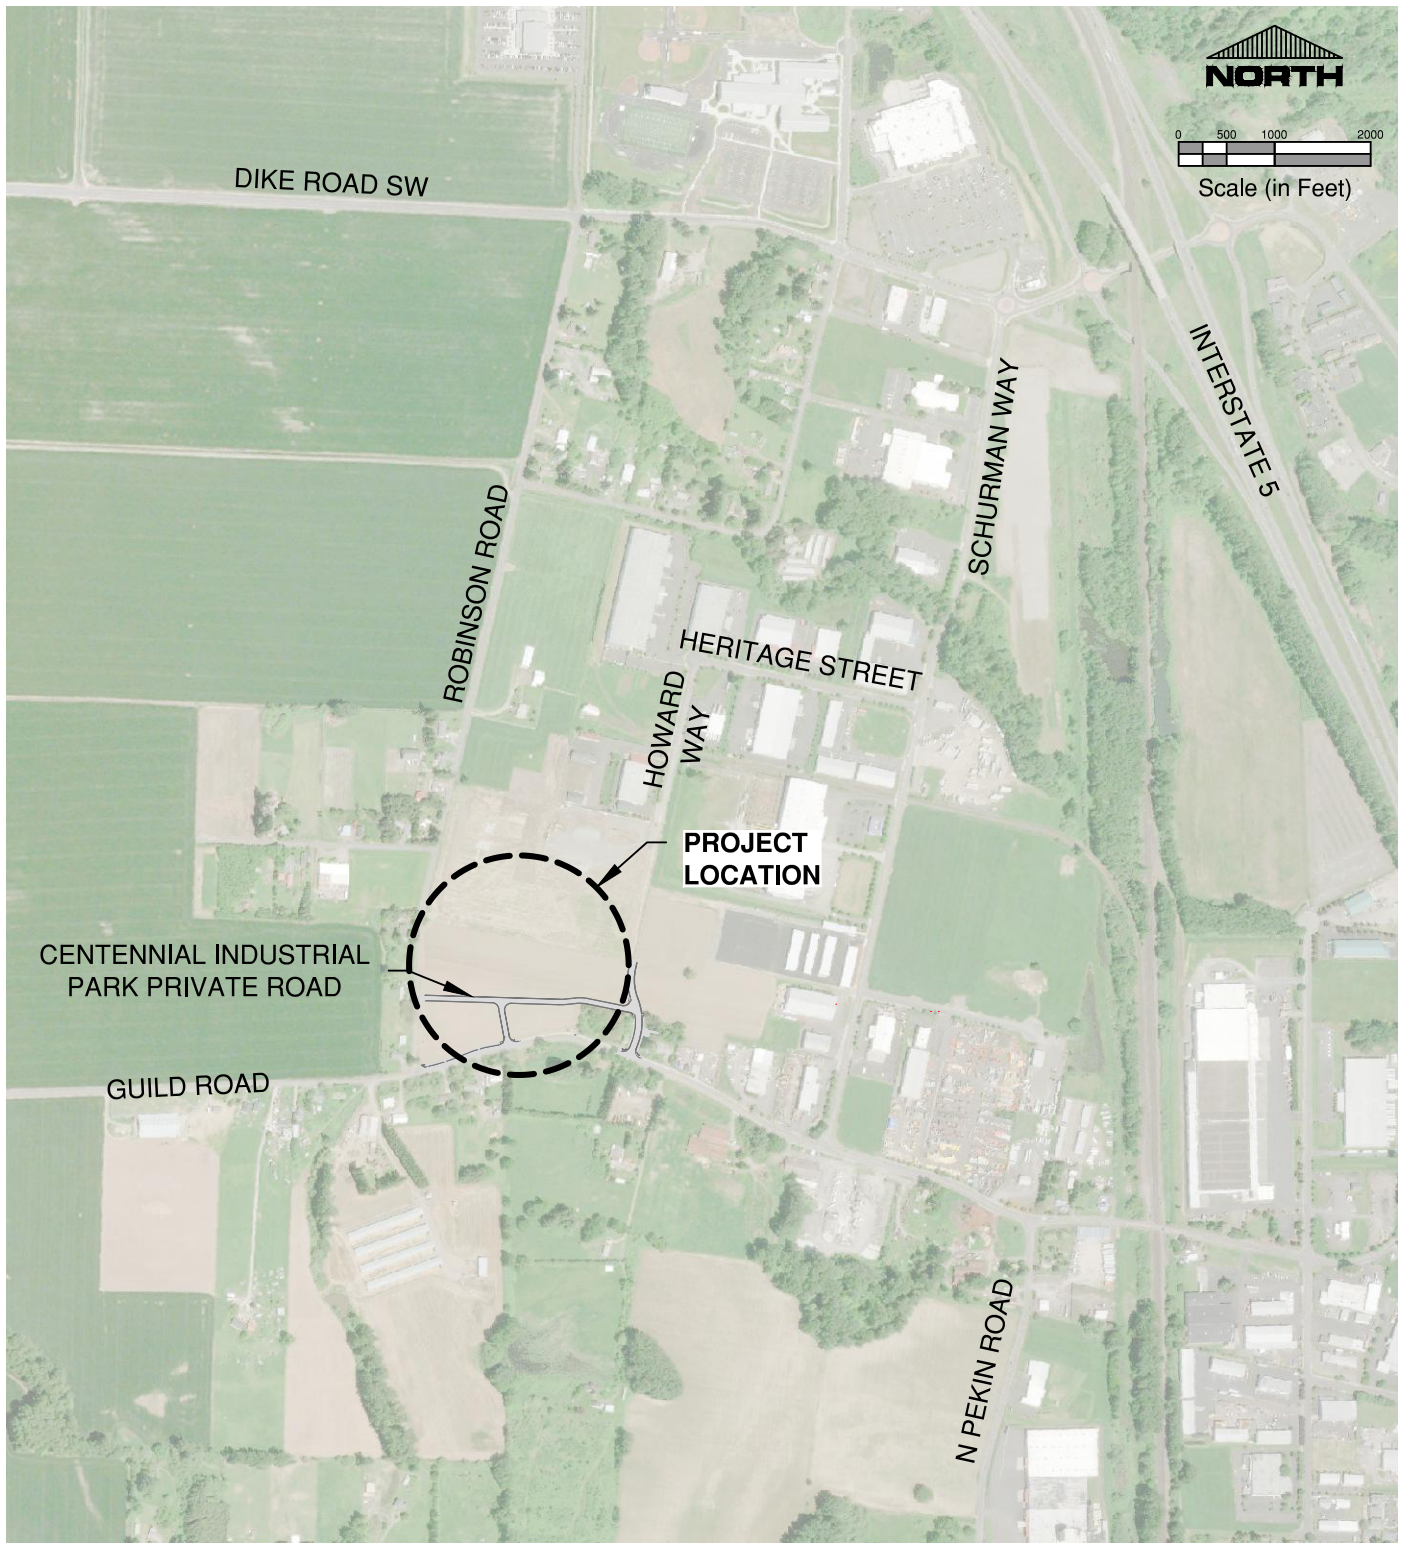 NORTH
0 500 1000 2000
Scale (in Feet)
DIKE ROAD SW
INTERSTATE 5
SCHURMAN WAY
ROBINSON ROAD
HERITAGE STREET
HOWARD
WAY
PROJECT
LOCATION
CENTENNIAL INDUSTRIAL
PARK PRIVATE ROAD
GUILD ROAD
N PEKIN ROAD